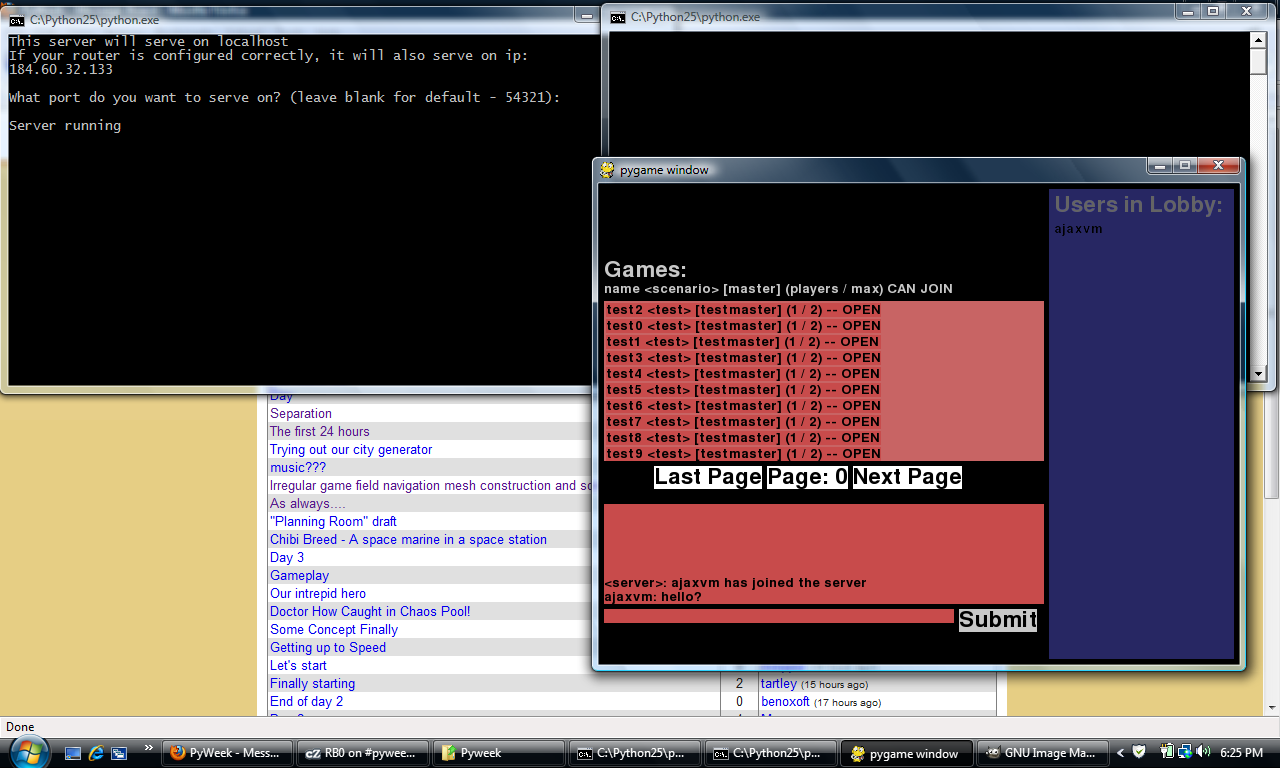 C:\Python25\python.exe
This server will serve on localhost
If your router is configured correctly, it will also serve on ip:
184.60.32.133
What port do you want to serve on? (leave blank for default - 54321):
Server running
C:\Python25\python.exe
pygame window
Users in Lobby:
ajaxvm
Games:
name <scenario> [master] (players / max) CAN JOIN
test2 <test> [testmaster] (1 / 2) -- OPEN
test0 <test> [testmaster] (1 / 2) -- OPEN
test1 <test> [testmaster] (1 / 2) -- OPEN
test3 <test> [testmaster] (1 / 2) -- OPEN
test4 <test> [testmaster] (1 / 2) -- OPEN
test5 <test> [testmaster] (1 / 2) -- OPEN
test6 <test> [testmaster] (1 / 2) -- OPEN
test7 <test> [testmaster] (1 / 2) -- OPEN
test8 <test> [testmaster] (1 / 2) -- OPEN
test9 <test> [testmaster] (1 / 2) -- OPEN
Last Page Page: 0 Next Page
<server>: ajaxvm has joined the server
ajaxvm: hello?
Submit
Day
Separation
The first 24 hours
Trying out our city generator
music???
Irregular game field navigation mesh construction and
As always....
"Planning Room" draft
Chibi Breed - A space marine in a space station
Day 3
Gameplay
Our intrepid hero
Doctor How Caught in Chaos Pool!
Some Concept Finally
Getting up to Speed
Let's start
Finally starting 2 tartley (15 hours ago)
End of day 2 0 benoxoft (17 hours ago)
Done
PyWeek - Mess... RB0 on #pywee... Pyweek C:\Python25\p... C:\Python25\p... pygame window GNU Image Ma... 6:25 PM